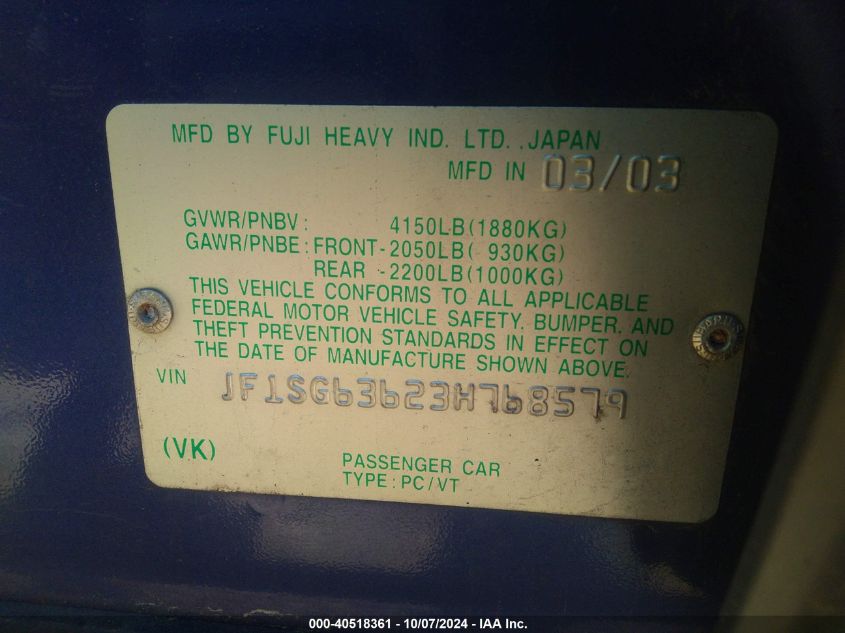 MFD BY FUJI HEAVY IND. LTD. JAPAN
MFD IN 03/03
GVWR/PNBV: 4150LB(1880KG)
GAWR/PNBE: FRONT-2050LB( 930KG)
REAR -2200LB(1000KG)
THIS VEHICLE CONFORMS TO ALL APPLICABLE
FEDERAL MOTOR VEHICLE SAFETY, BUMPER, AND
THEFT PREVENTION STANDARDS IN EFFECT ON
THE DATE OF MANUFACTURE SHOWN ABOVE.
VIN JF1SG63623H768579
(VK)
PASSENGER CAR
TYPE: PC/VT
000-40518361 - 10/07/2024 - IAA Inc.